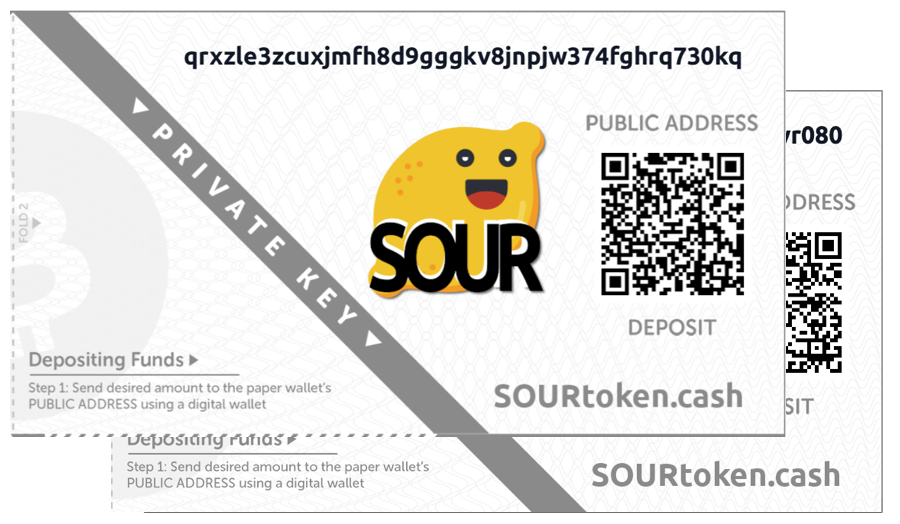 qrxzle3zcuxjmfh8d9gggkv8jnpjw374fghrq730kq
PUBLIC ADDRESS
PRIVATE KEY
SOUR
FOLD 2
DEPOSIT
Depositing Funds
Step 1: Send desired amount to the paper wallet's
PUBLIC ADDRESS using a digital wallet
SOURtoken.cash
r080
DDRESS
SIT
Depositing Funds
Step 1: Send desired amount to the paper wallet's
PUBLIC ADDRESS using a digital wallet
SOURtoken.cash